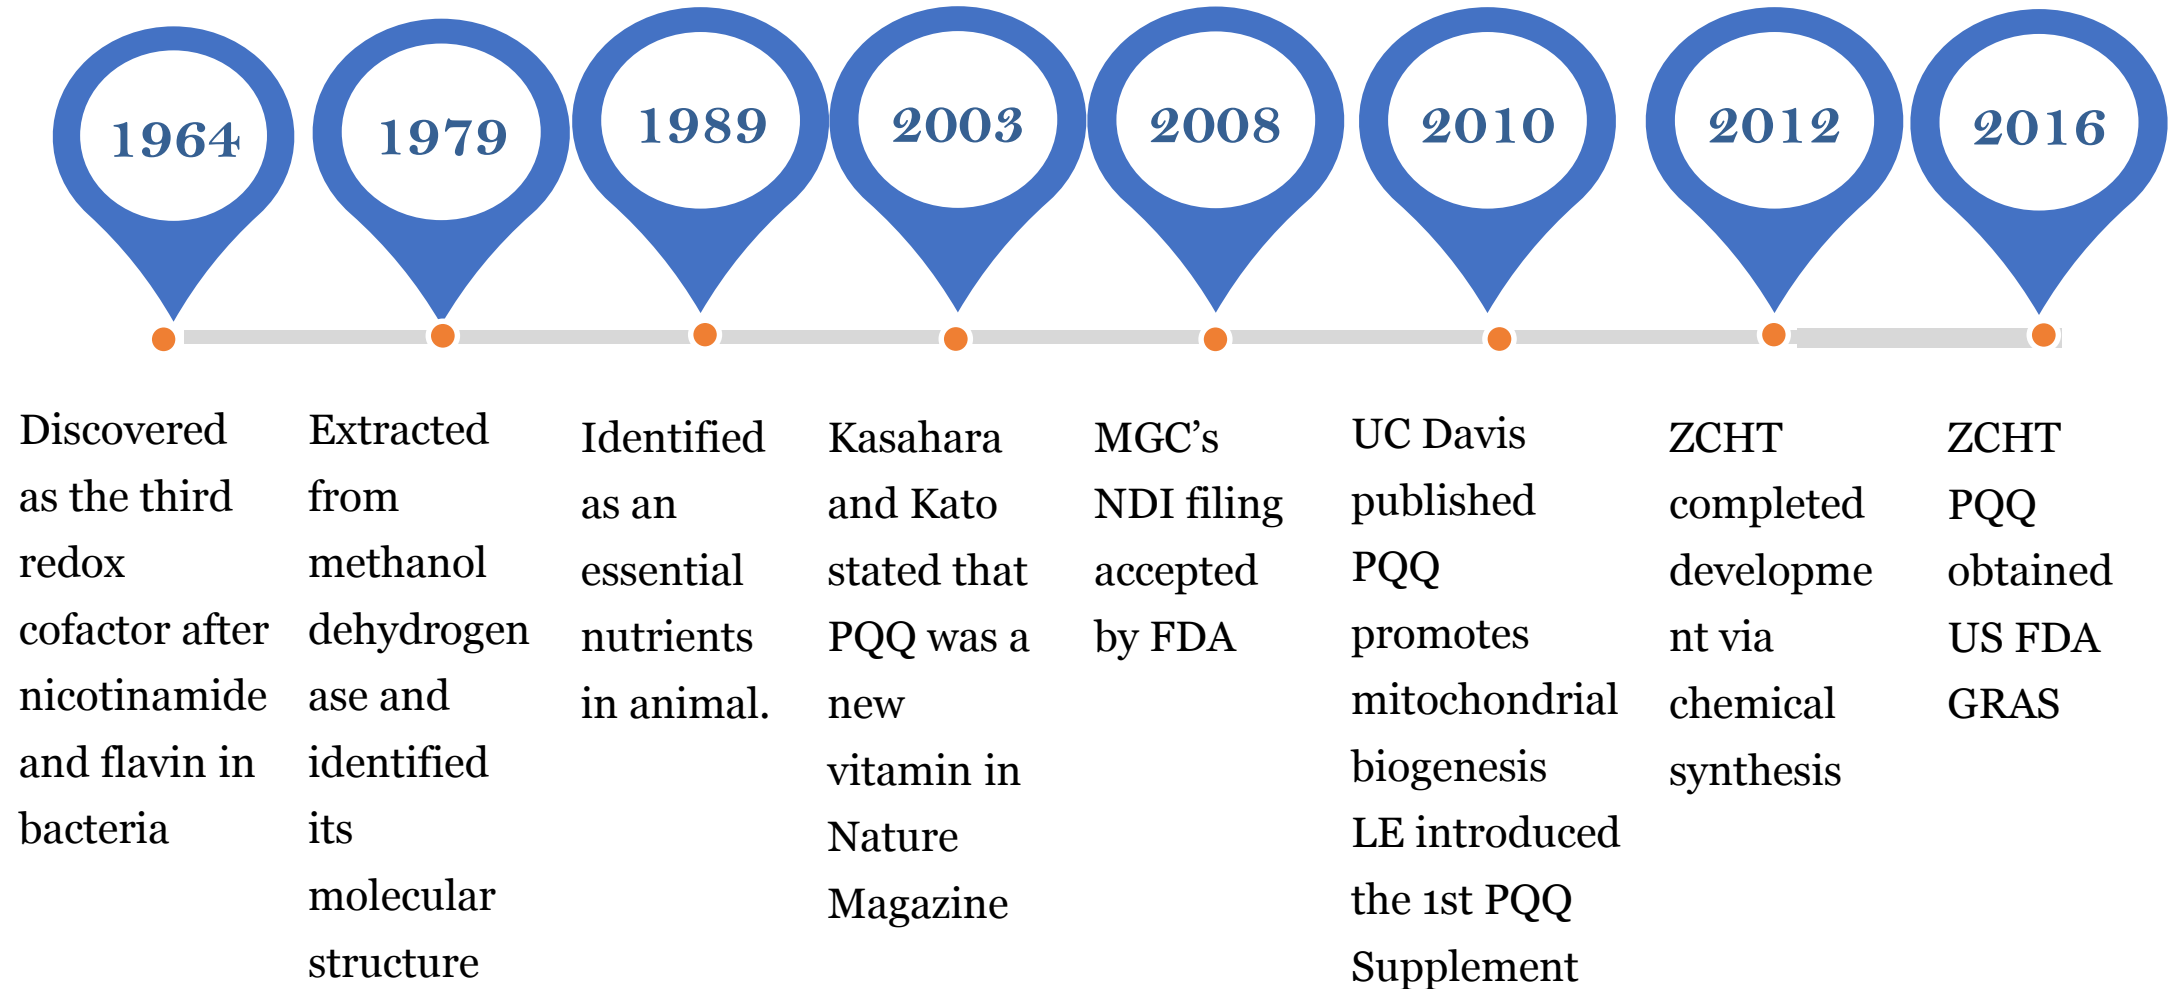 1964
1979
1989
2003
2008
2010
2012
2016
Discovered
as the third
redox
cofactor after
nicotinamide
and flavin in
bacteria
Extracted
from
methanol
dehydrogen
ase and
identified
its
molecular
structure
Identified
as an
essential
nutrients
in animal.
Kasahara
and Kato
stated that
PQQ was a
new
vitamin in
Nature
Magazine
MGC’s
NDI filing
accepted
by FDA
UC Davis
published
PQQ
promotes
mitochondrial
biogenesis
LE introduced
the 1st PQQ
Supplement
ZCHT
completed
developme
nt via
chemical
synthesis
ZCHT
PQQ
obtained
US FDA
GRAS